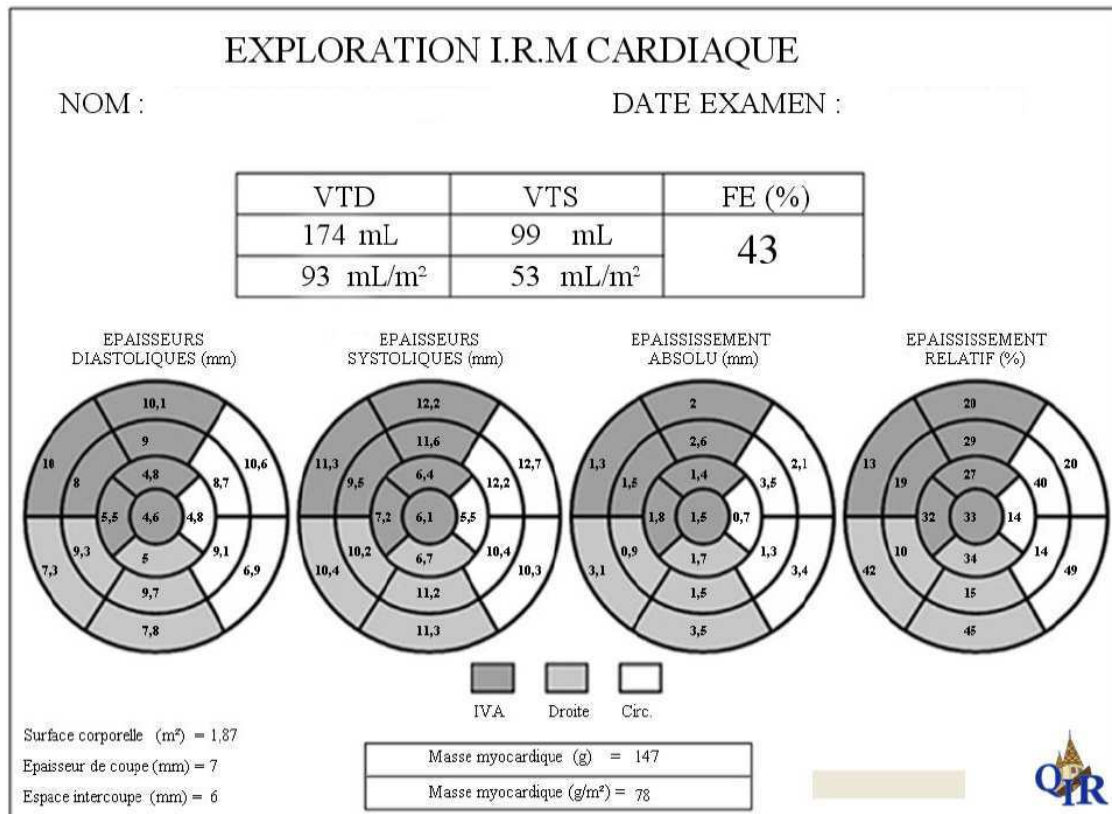 EXPLORATION I.R.M CARDIAQUE
NOM :
DATE EXAMEN :
VTD VTS FE (%)
174 mL 99 mL 43
93 mL/m² 53 mL/m²
EPAISSEURS
DIASTOLIQUES (mm)
10,1
10 9 10,6
8 4,8 8,7
5,5 4,6 4,8
9,3 5 9,1
7,3 9,7 6,9
7,8
EPAISSEURS
SYSTOLIQUES (mm)
12,2
11,3 11,6 12,7
9,5 6,4 12,2
7,2 6,1 5,5
10,2 6,7 10,4
10,4 11,2 10,3
11,3
EPAISSISSEMENT
ABSOLU (mm)
2
1,3 2,6 2,1
1,5 1,4 3,5
1,8 1,5 0,7
0,9 1,7 1,3
3,1 1,5 3,4
3,5
EPAISISSEMENT
RELATIF (%)
20
13 29 20
19 27 40
32 33 14
10 34 14
42 15 49
45
IVA Droite Circ.
Surface corporelle (m²) = 1,87
Epaisseur de coupe (mm) = 7
Espace intercoupe (mm) = 6
Masse myocardique (g) = 147
Masse myocardique (g/m²) = 78
QIR